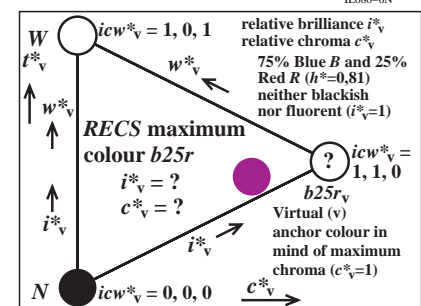 W
icw*v = 1, 0, 1
relative brilliance i*v
relative chroma c*v
75% Blue B and 25%
Red R (h*=0,81)
neither blackish
nor fluorent (i*v=1)
t*v
w*v
w*v
RECS maximum
colour b25r
i*v = ?
c*v = ?
?
icw*v =
1, 1, 0
b25rv
Virtual (v)
anchor colour in
mind of maximum
chroma (c*v=1)
i*v
i*v
N
icw*v = 0, 0, 0
c*v